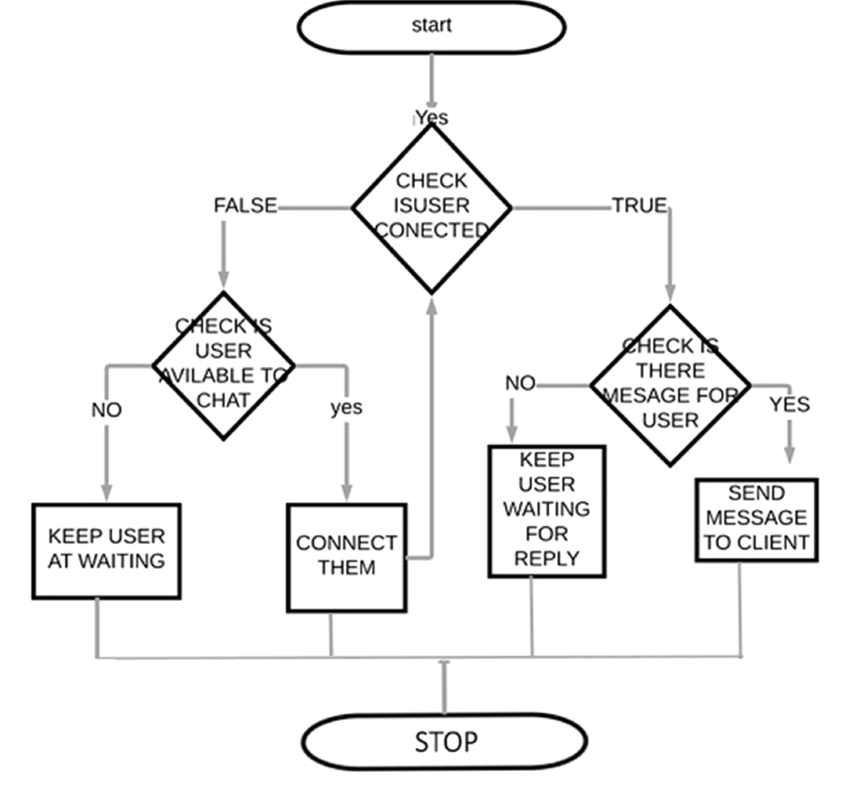 start
Yes
CHECK
ISUSER
CONECTED
FALSE
TRUE
CHECK IS
USER
AVILABLE TO
CHAT
CHECK IS
THERE
MESAGE FOR
USER
NO
yes
NO
YES
KEEP USER
AT WAITING
CONNECT
THEM
KEEP
USER
WAITING
FOR
REPLY
SEND
MESSAGE
TO CLIENT
STOP